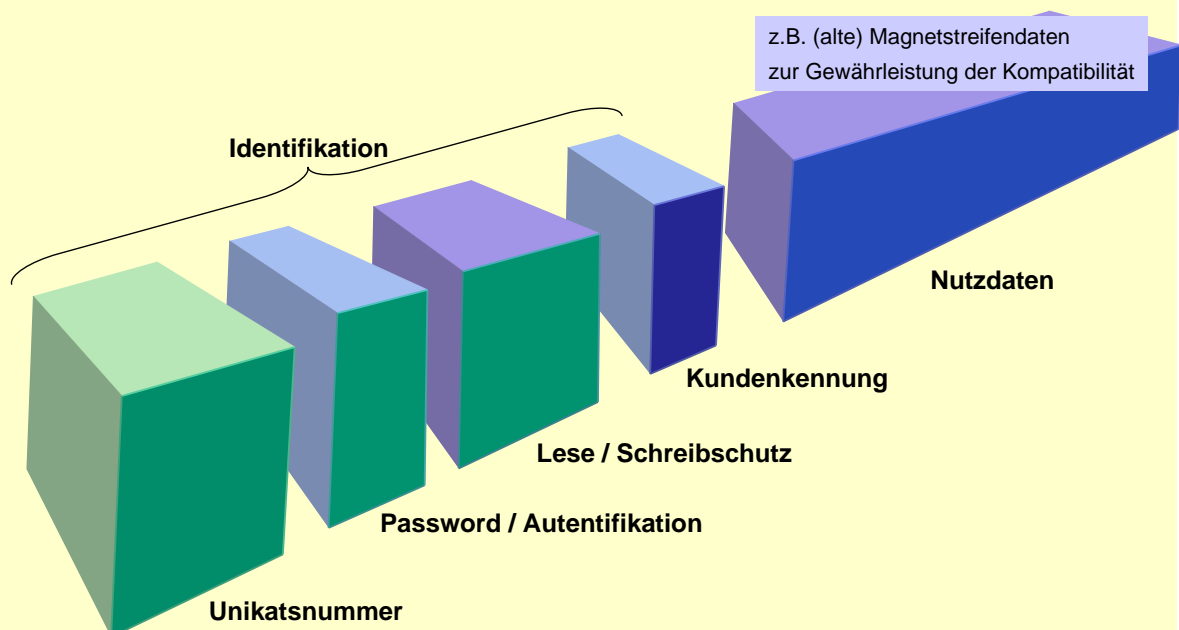 z.B. (alte) Magnetstreifendaten
zur Gewährleistung der Kompatibilität
Identifikation
Nutzdaten
Kundenkennung
Lese / Schreibschutz
Password / Autentifikation
Unikatsnummer